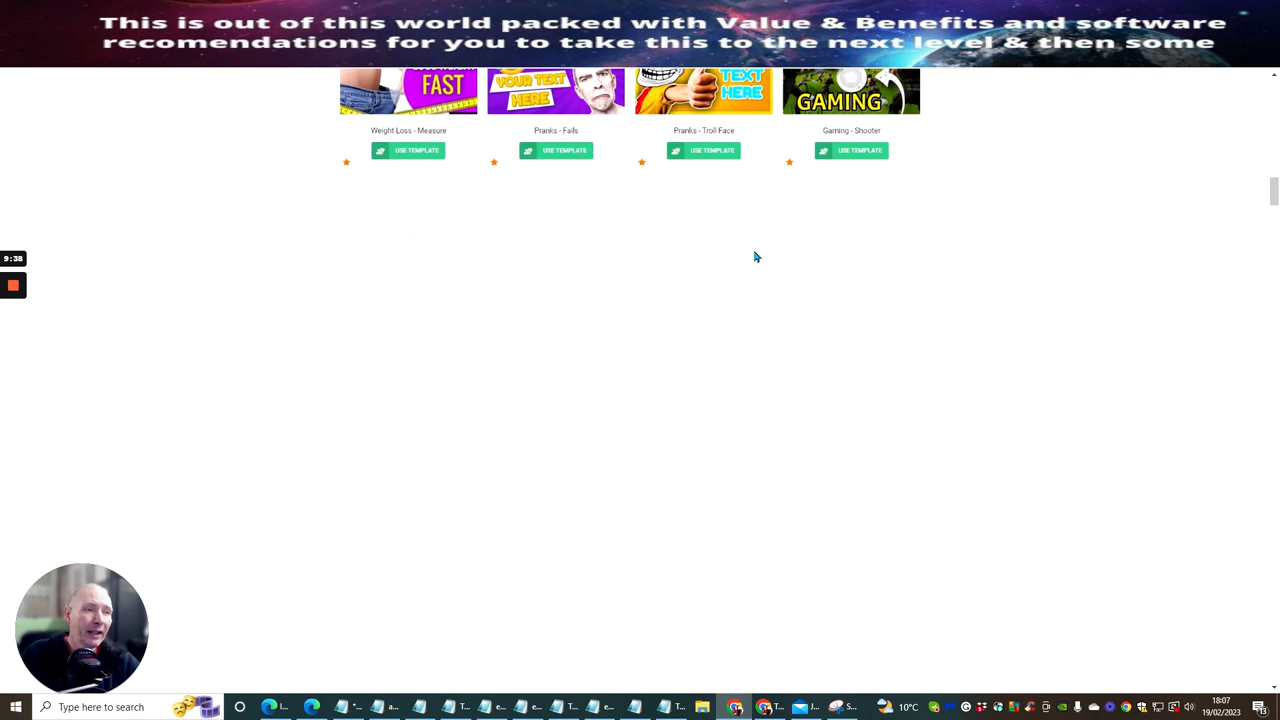 This is out of this world packed with Value & Benefits and software
recomendations for you to take this to the next level & then some
FAST
YOUR TEXT
HERE
TEXT
HERE
GAMING
Weight Loss - Measure
Pranks - Fails
Pranks - Troll Face
Gaming - Shooter
USE TEMPLATE
USE TEMPLATE
USE TEMPLATE
USE TEMPLATE
9:38
Type here to search
I...
"...
a...
T...
e...
e...
T...
e...
T...
T...
J...
S...
10°C
18:07
19/02/2023